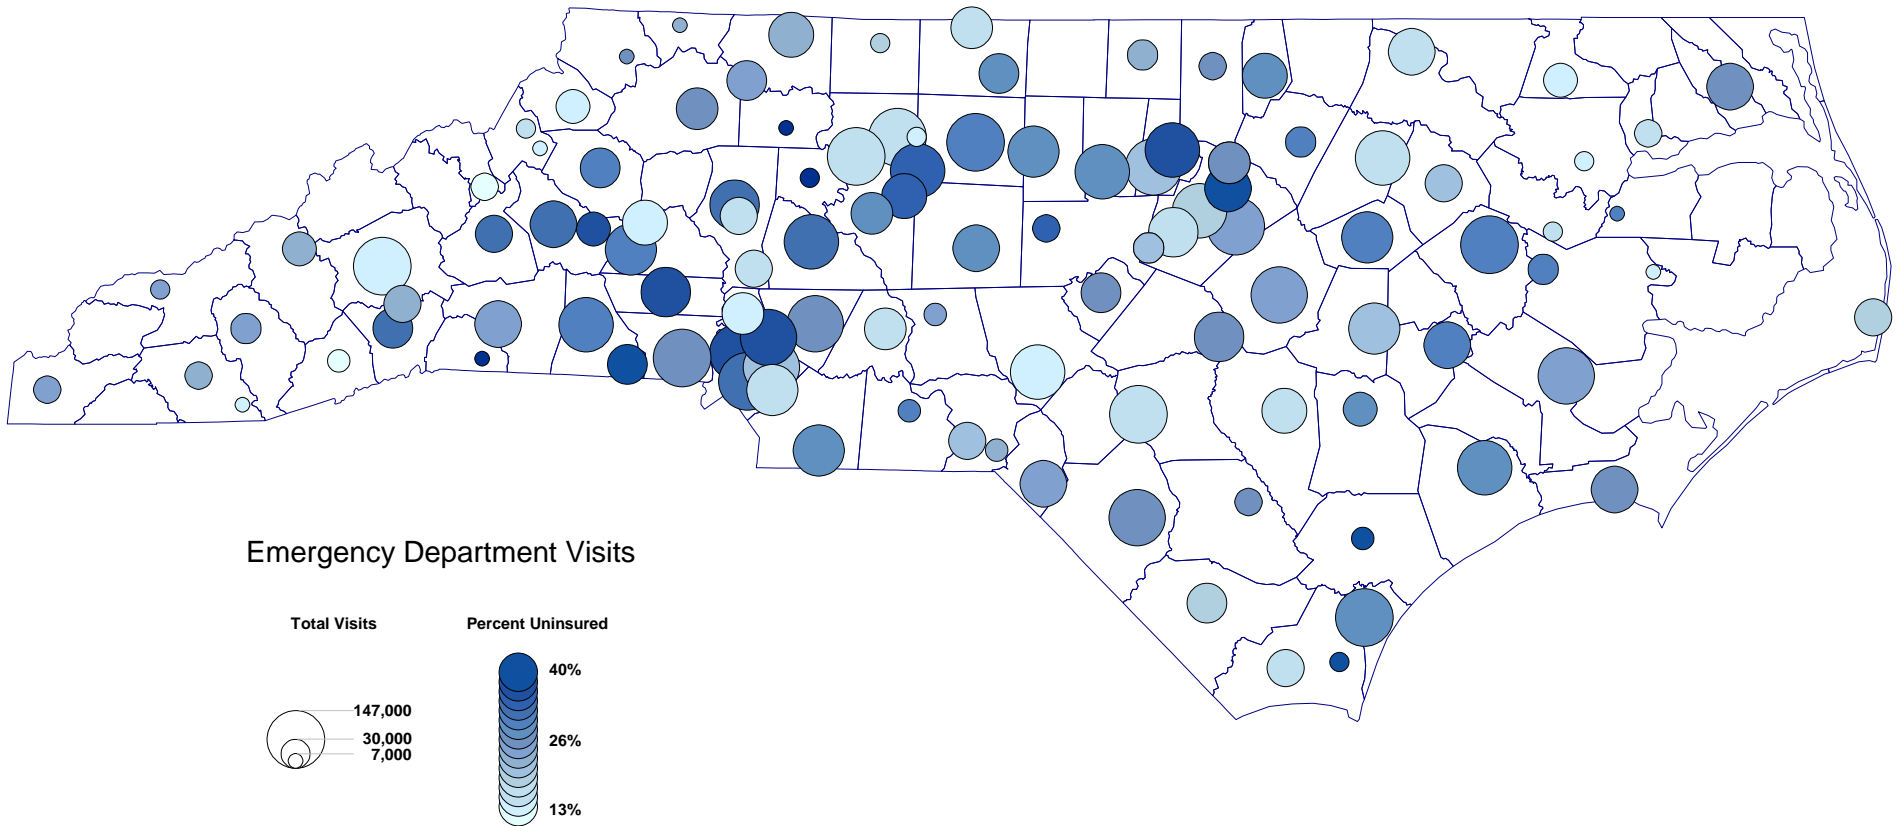 Emergency Department Visits
Total Visits
Percent Uninsured
147,000
30,000
7,000
40%
26%
13%